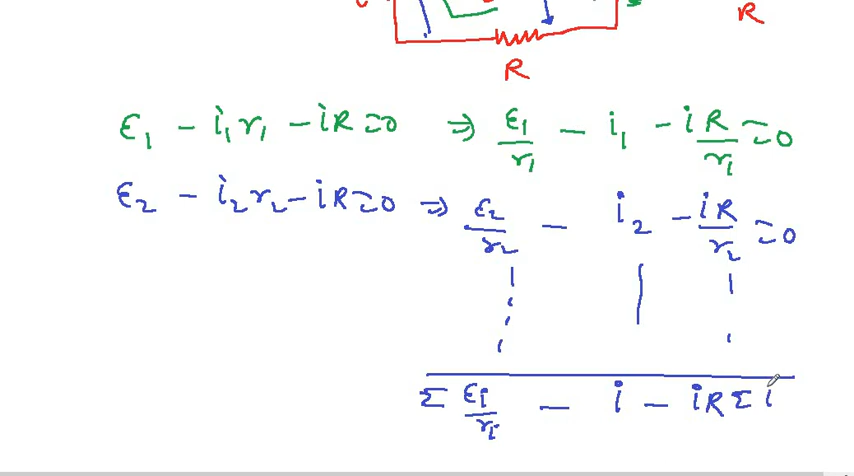 R
R
ε₁ - i₁r₁ - iR = 0 ⇒ ε₁/r₁ - i₁ - iR/r₁ = 0
ε₂ - i₂r₂ - iR = 0 ⇒ ε₂/r₂ - i₂ - iR/r₂ = 0
Σ εi/ri - i - iR Σ 1